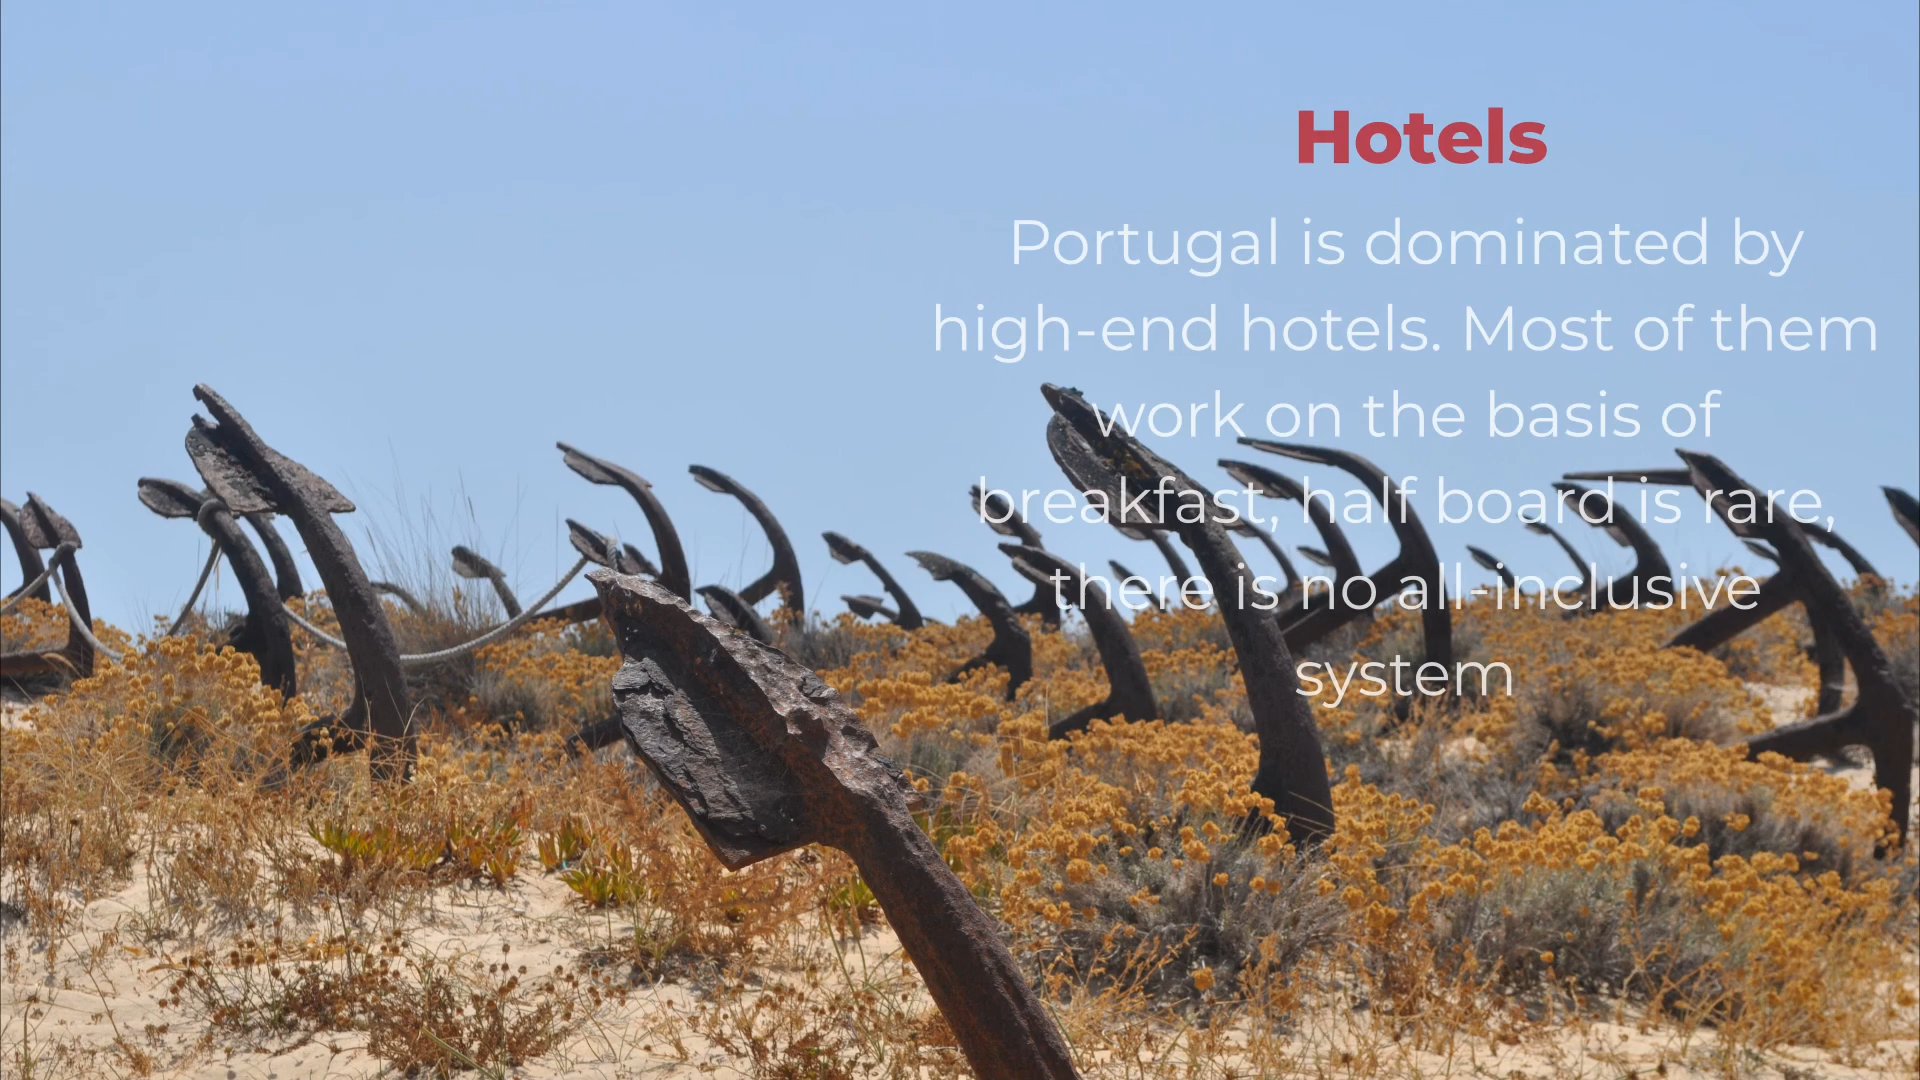 Hotels
Portugal is dominated by
high-end hotels. Most of them
work on the basis of
breakfast, half board is rare,
there is no all-inclusive
system